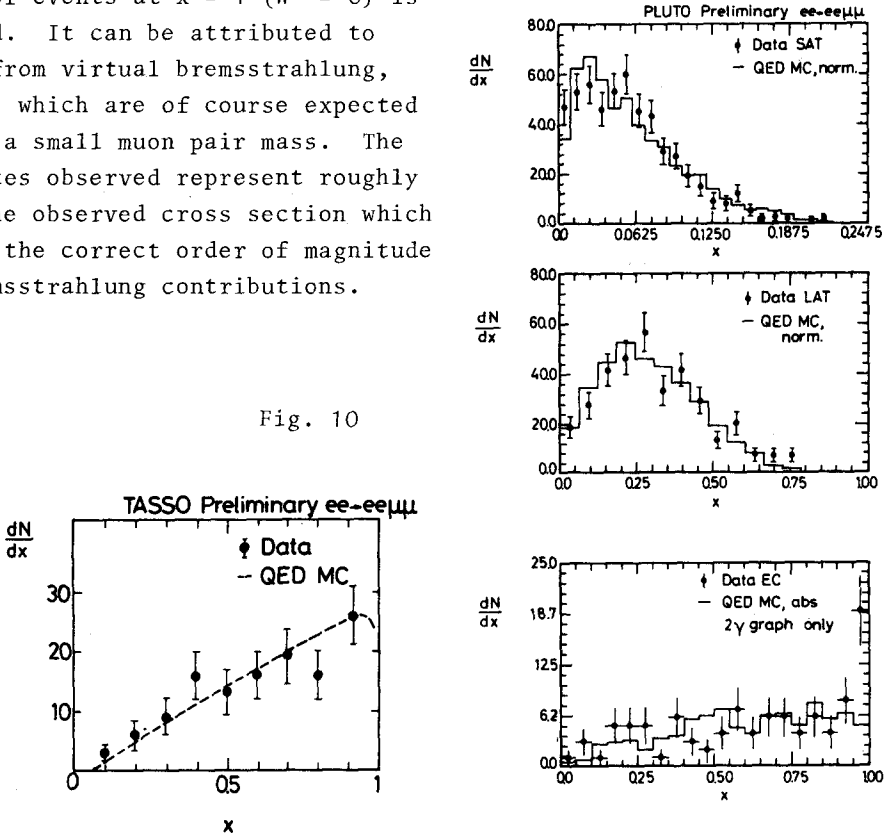 of events at x = 1 (W² = 0) is
It can be attributed to
from virtual bremsstrahlung,
which are of course expected
a small muon pair mass. The
observed represent roughly
observed cross section which
the correct order of magnitude
contributions.
Fig. 10
PLUTO Preliminary ee-eeμμ
dN
dx
80.0
60.0
40.0
20.0
0.0
Data SAT
QED MC, norm.
0.0 0.0625 0.1250 0.1875 0.2475
x
dN
dx
80.0
60.0
40.0
20.0
0.0
Data LAT
QED MC,
norm.
0.0 0.25 0.50 0.75 1.00
x
dN
dx
25.0
18.7
12.5
6.2
0.0
Data EC
QED MC, abs
2γ graph only
0.0 0.25 0.50 0.75 1.00
x
TASSO Preliminary ee-eeμμ
dN
dx
30
20
10
Data
-- QED MC
0 0.5 1
x